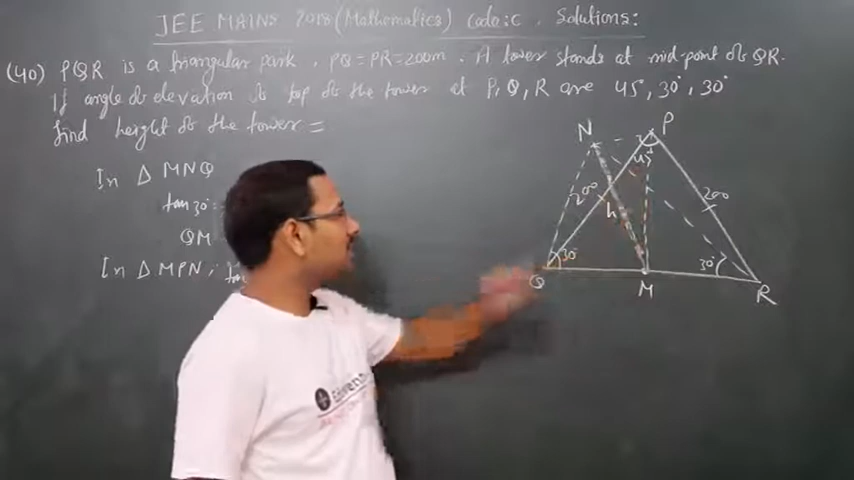 JEE MAINS 2018 (Mathematics) Code:C. Solutions:
(40) PQR is a triangular park. PQ = PR = 200m. A tower stands at mid-point of QR.
If angle of elevation of top of the tower at P, Q, R are 45°, 30°, 30°
find height of the tower =
In Δ MNQ
tan 30° =
QM
In Δ MPN,
N
P
45°
200
200
h
30°
30°
Q
M
R